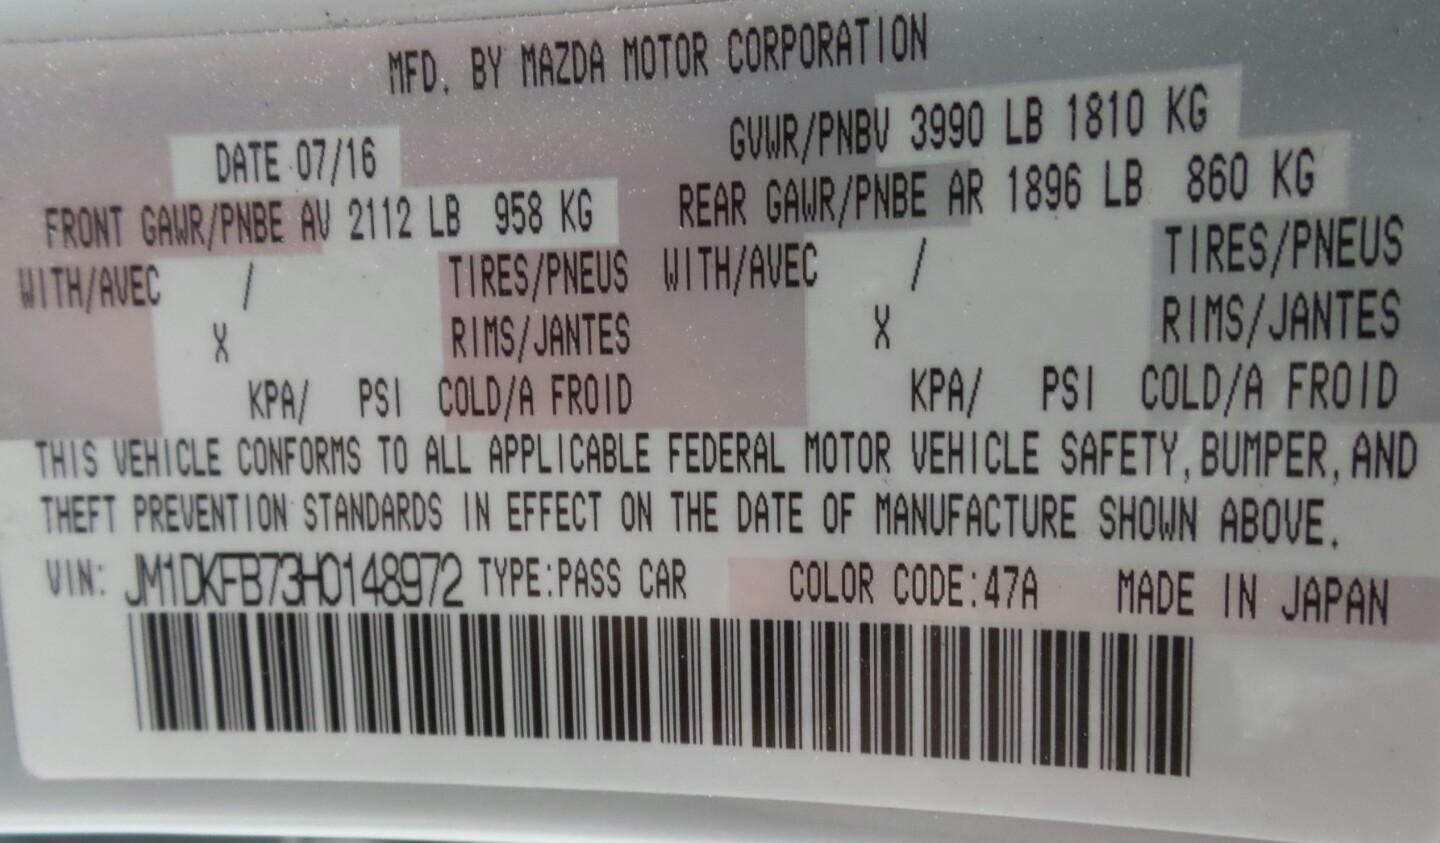 MFD. BY MAZDA MOTOR CORPORATION
DATE 07/16 GVWR/PNBV 3990 LB 1810 KG
FRONT GAWR/PNBE AV 2112 LB 958 KG REAR GAWR/PNBE AR 1896 LB 860 KG
WITH/AVEC / TIRES/PNEUS WITH/AVEC / TIRES/PNEUS
X RIMS/JANTES X RIMS/JANTES
KPA/ PSI COLD/A FROID KPA/ PSI COLD/A FROID
THIS VEHICLE CONFORMS TO ALL APPLICABLE FEDERAL MOTOR VEHICLE SAFETY, BUMPER, AND
THEFT PREVENTION STANDARDS IN EFFECT ON THE DATE OF MANUFACTURE SHOWN ABOVE.
VIN: JM1DKFB73H0148972 TYPE:PASS CAR COLOR CODE:47A MADE IN JAPAN